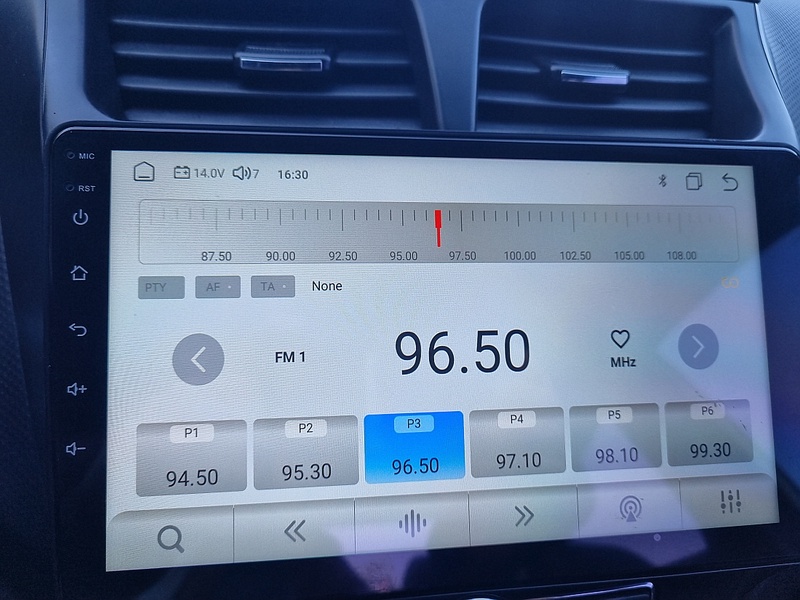 MIC
RST
14.0V 7 16:30
87.50 90.00 92.50 95.00 97.50 100.00 102.50 105.00 108.00
PTY AF TA None
FM 1 96.50 MHz
P1 P2 P3 P4 P5 P6
94.50 95.30 96.50 97.10 98.10 99.30